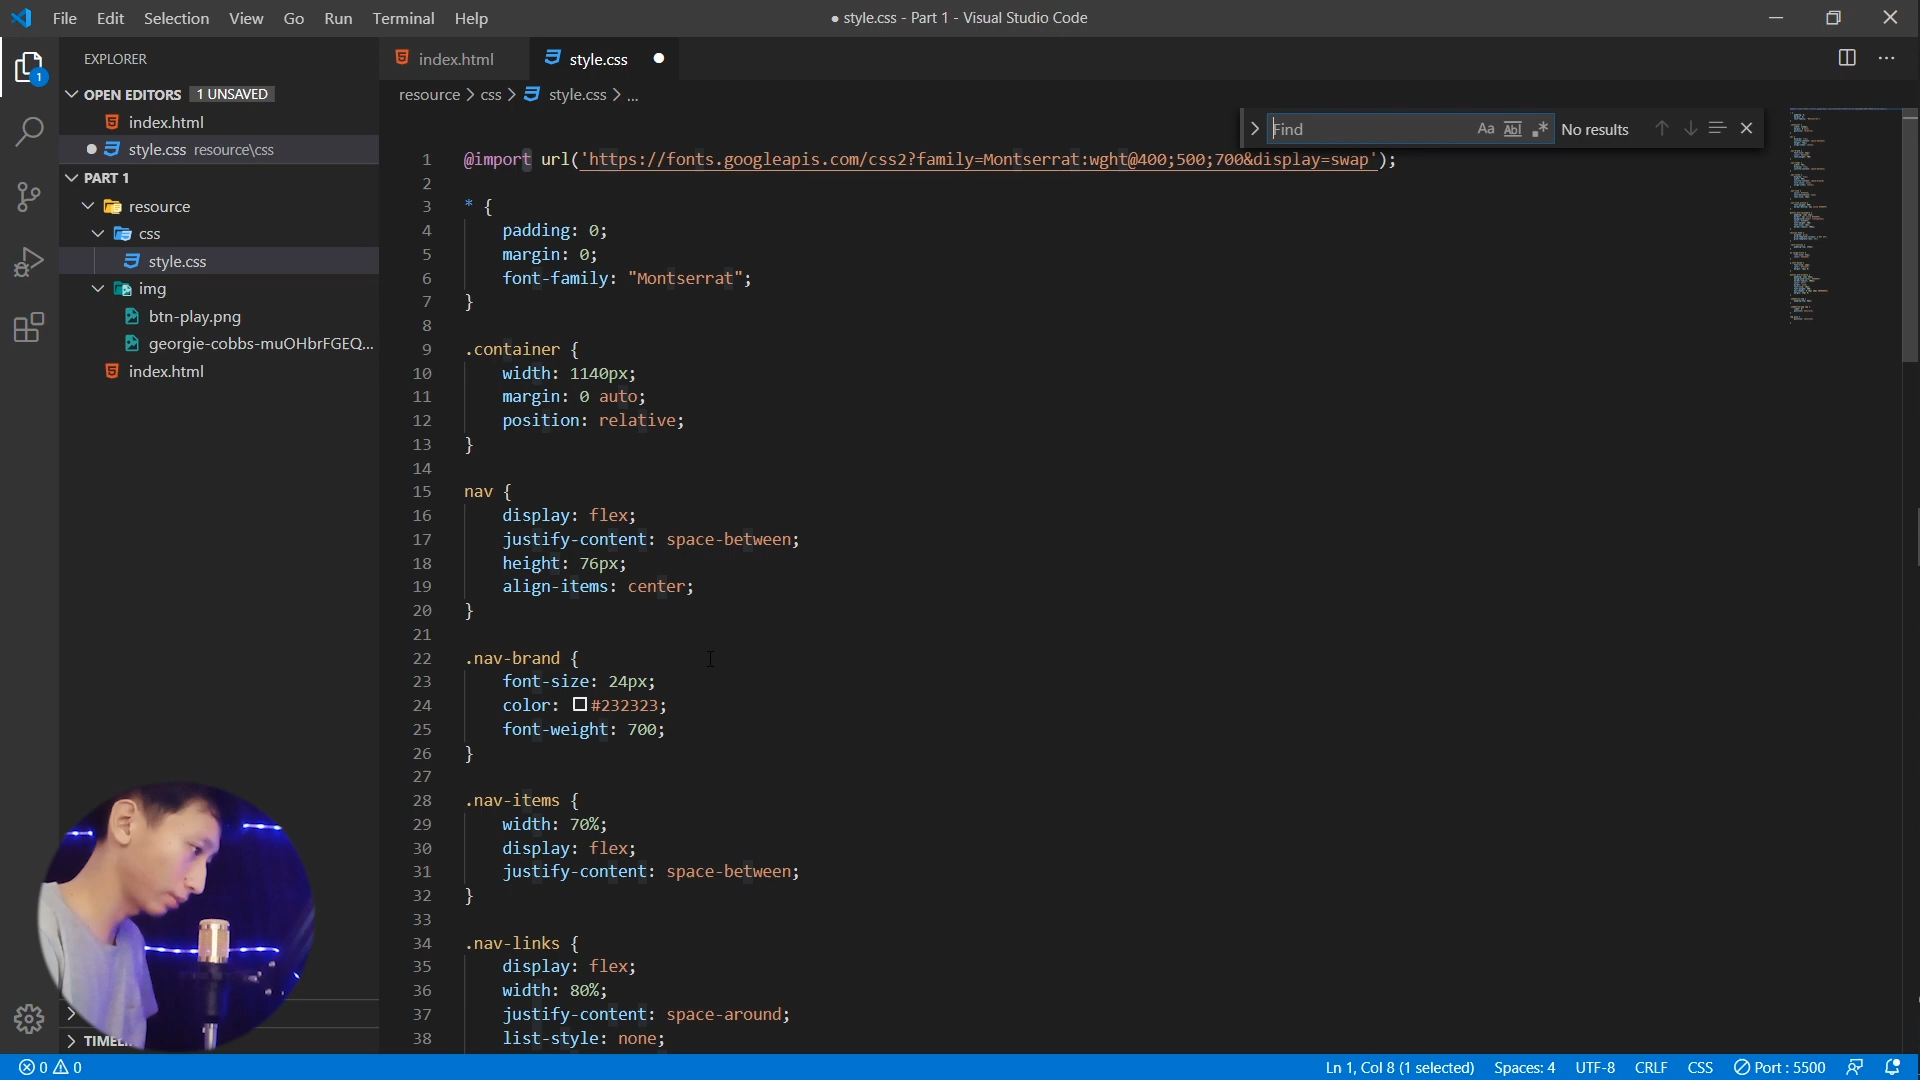 File Edit Selection View Go Run Terminal Help
● style.css - Part 1 - Visual Studio Code
EXPLORER
OPEN EDITORS 1 UNSAVED
index.html
style.css resource\css
PART 1
resource
css
style.css
img
btn-play.png
georgie-cobbs-muOHbrFGEQ...
index.html
1
index.html
style.css
resource > css > style.css > ...
Find
Aa Abl .* No results
1 @import url('https://fonts.googleapis.com/css2?family=Montserrat:wght@400;500;700&display=swap');
2
3 * {
4 padding: 0;
5 margin: 0;
6 font-family: "Montserrat";
7 }
8
9 .container {
10 width: 1140px;
11 margin: 0 auto;
12 position: relative;
13 }
14
15 nav {
16 display: flex;
17 justify-content: space-between;
18 height: 76px;
19 align-items: center;
20 }
21
22 .nav-brand {
23 font-size: 24px;
24 color: #232323;
25 font-weight: 700;
26 }
27
28 .nav-items {
29 width: 70%;
30 display: flex;
31 justify-content: space-between;
32 }
33
34 .nav-links {
35 display: flex;
36 width: 80%;
37 justify-content: space-around;
38 list-style: none;
0 0
Ln 1, Col 8 (1 selected) Spaces: 4 UTF-8 CRLF CSS Port : 5500